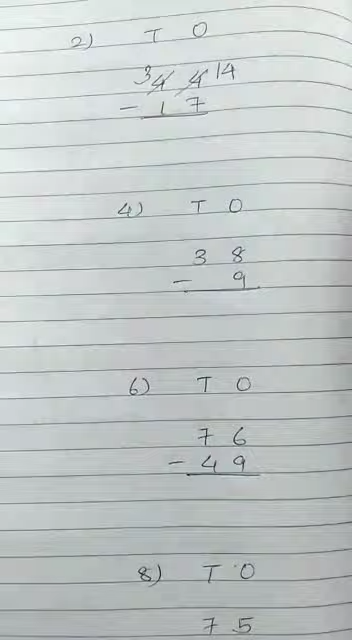 2) T O
3 14
4 4
- 1 7
4) T O
3 8
- 9
6) T O
7 6
- 4 9
8) T O
7 5